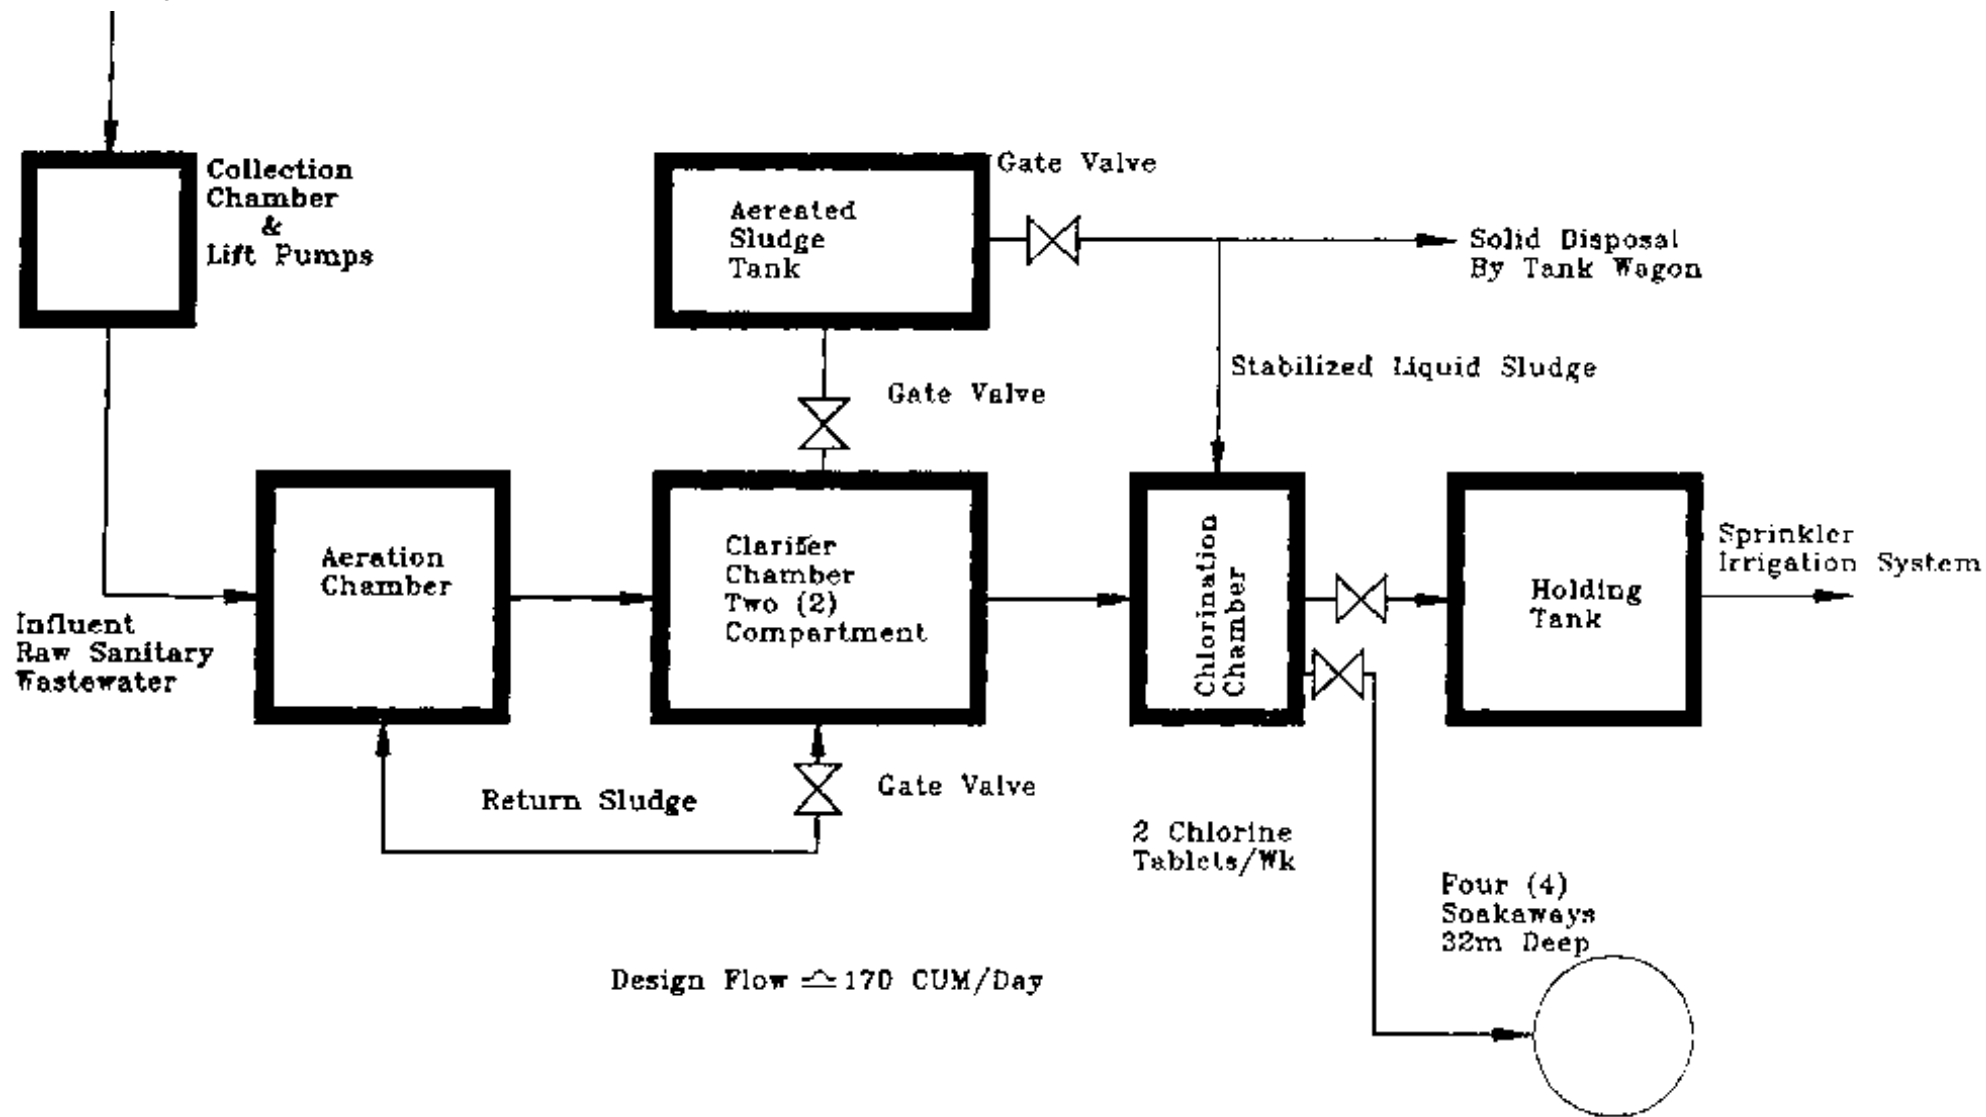 Collection
Chamber
&
Lift Pumps
Gate Valve
Aereated
Sludge
Tank
Solid Disposal
By Tank Wagon
Stabilized Liquid Sludge
Gate Valve
Aeration
Chamber
Clarifier
Chamber
Two (2)
Compartment
Chlorination
Chamber
Holding
Tank
Sprinkler
Irrigation System
Influent
Raw Sanitary
Wastewater
Return Sludge
Gate Valve
2 Chlorine
Tablets/Wk
Four (4)
Soakaways
32m Deep
Design Flow ≏ 170 CUM/Day